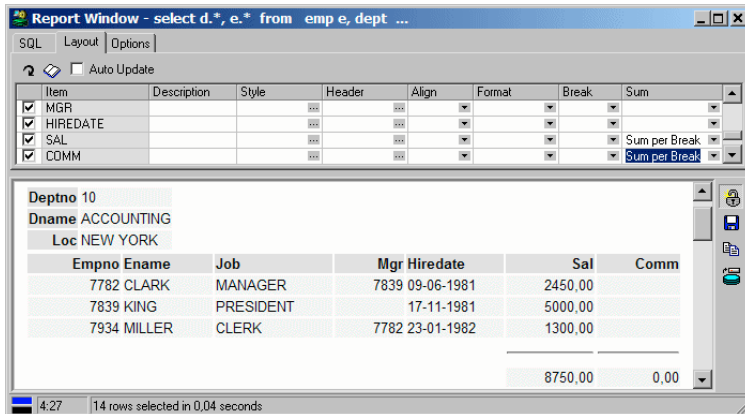 Report Window - select d.*, e.* from emp e, dept ...
SQL Layout Options
Auto Update
Item Description Style Header Align Format Break Sum
MGR
HIREDATE
SAL Sum per Break
COMM Sum per Break
Deptno 10
Dname ACCOUNTING
Loc NEW YORK
Empno Ename Job Mgr Hiredate Sal Comm
7782 CLARK MANAGER 7839 09-06-1981 2450,00
7839 KING PRESIDENT 17-11-1981 5000,00
7934 MILLER CLERK 7782 23-01-1982 1300,00
8750,00 0,00
4:27 14 rows selected in 0,04 seconds